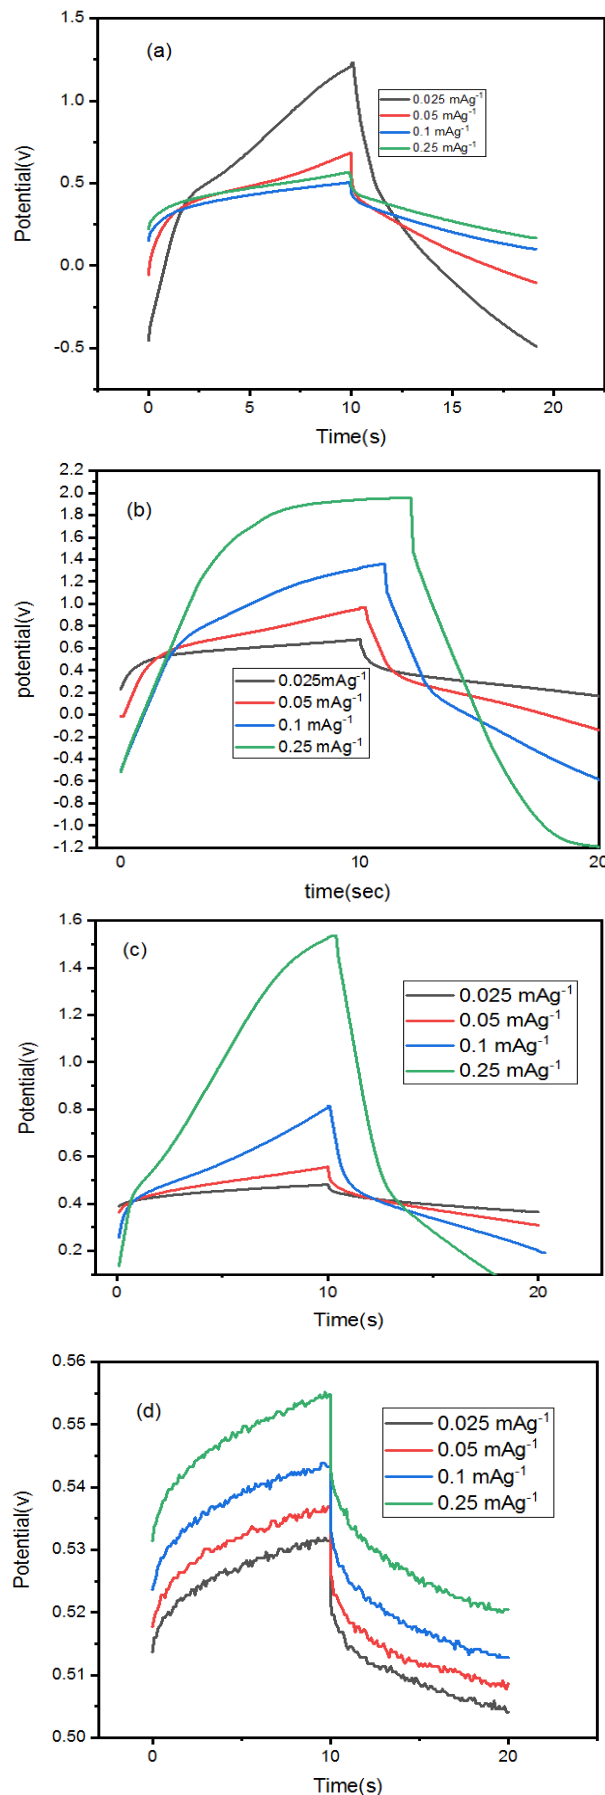 (a)
1.5
1.0
0.5
0.0
-0.5
Potential(v)
0.025 mAg⁻¹
0.05 mAg⁻¹
0.1 mAg⁻¹
0.25 mAg⁻¹
0 5 10 15 20
Time(s)
(b)
2.2
2.0
1.8
1.6
1.4
1.2
1.0
0.8
0.6
0.4
0.2
0.0
-0.2
-0.4
-0.6
-0.8
-1.0
-1.2
potential(v)
0.025mAg⁻¹
0.05 mAg⁻¹
0.1 mAg⁻¹
0.25 mAg⁻¹
0 10 20
time(sec)
(c)
1.6
1.4
1.2
1.0
0.8
0.6
0.4
0.2
Potential(v)
0.025 mAg⁻¹
0.05 mAg⁻¹
0.1 mAg⁻¹
0.25 mAg⁻¹
0 10 20
Time(s)
(d)
0.56
0.55
0.54
0.53
0.52
0.51
0.50
Potential(v)
0.025 mAg⁻¹
0.05 mAg⁻¹
0.1 mAg⁻¹
0.25 mAg⁻¹
0 10 20
Time(s)